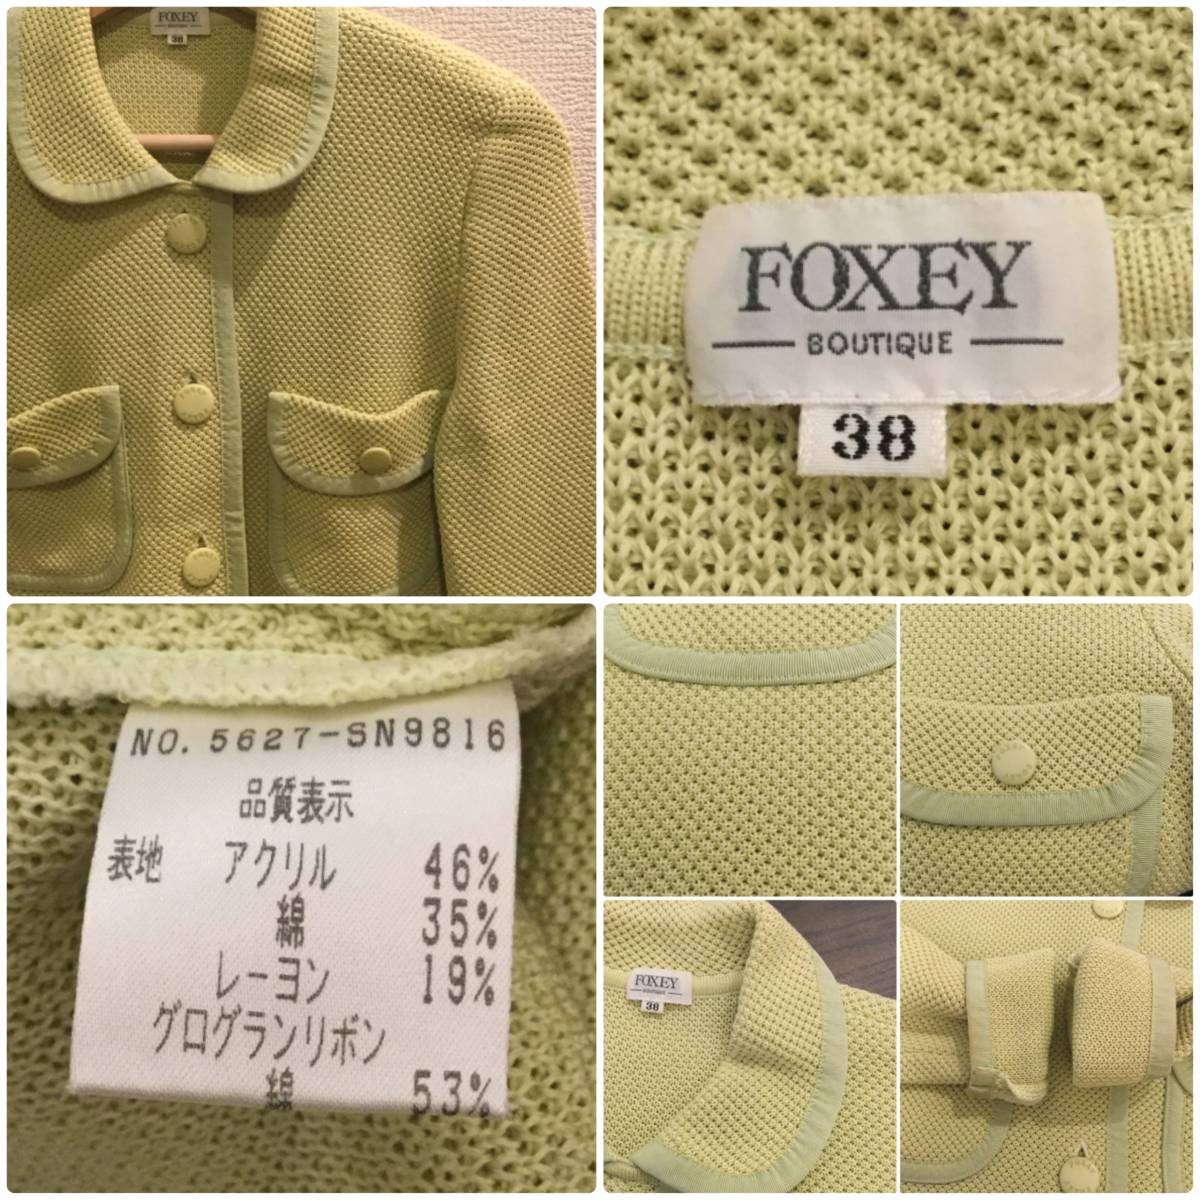 FOXEY
BOUTIQUE
38
FOXEY
BOUTIQUE
38
NO. 5627-SN9816
品質表示
表地 アクリル 46%
綿 35%
レーヨン 19%
グログランリボン
綿 53%
FOXEY
BOUTIQUE
38